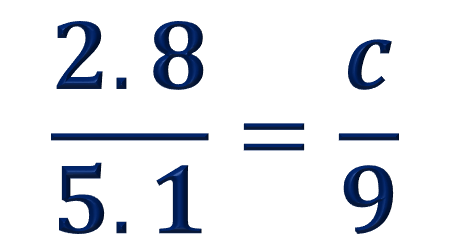 2.8 / 5.1 = c / 9